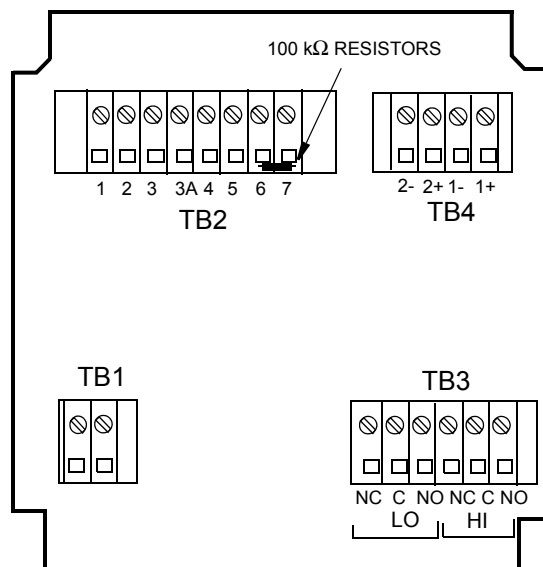 100 kΩ RESISTORS
1 2 3 3A 4 5 6 7
TB2
2- 2+ 1- 1+
TB4
TB1
TB3
NC C NO NC C NO
LO HI